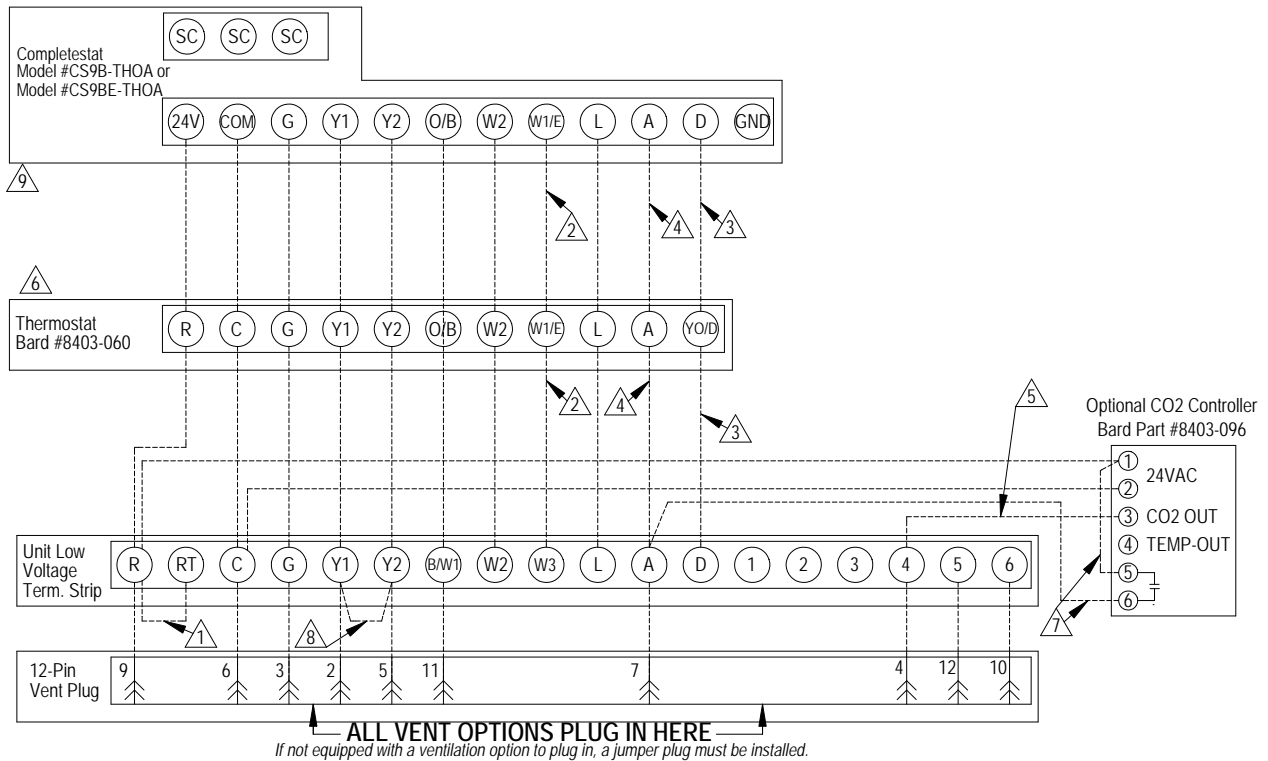 SC SC SC
Completestat
Model #CS9B-THOA or
Model #CS9BE-THOA
24V COM G Y1 Y2 O/B W2 W1/E L A D GND
9
2 4 3
6
Thermostat
Bard #8403-060
R C G Y1 Y2 O/B W2 W1/E L A YO/D
2 4 3
5
Optional CO2 Controller
Bard Part #8403-096
1
24VAC
2
3 CO2 OUT
4 TEMP-OUT
5
6
7
Unit Low
Voltage
Term. Strip
R RT C G Y1 Y2 B/W1 W2 W3 L A D 1 2 3 4 5 6
1 8
12-Pin
Vent Plug
9 6 3 2 5 11 7 4 12 10
ALL VENT OPTIONS PLUG IN HERE
If not equipped with a ventilation option to plug in, a jumper plug must be installed.